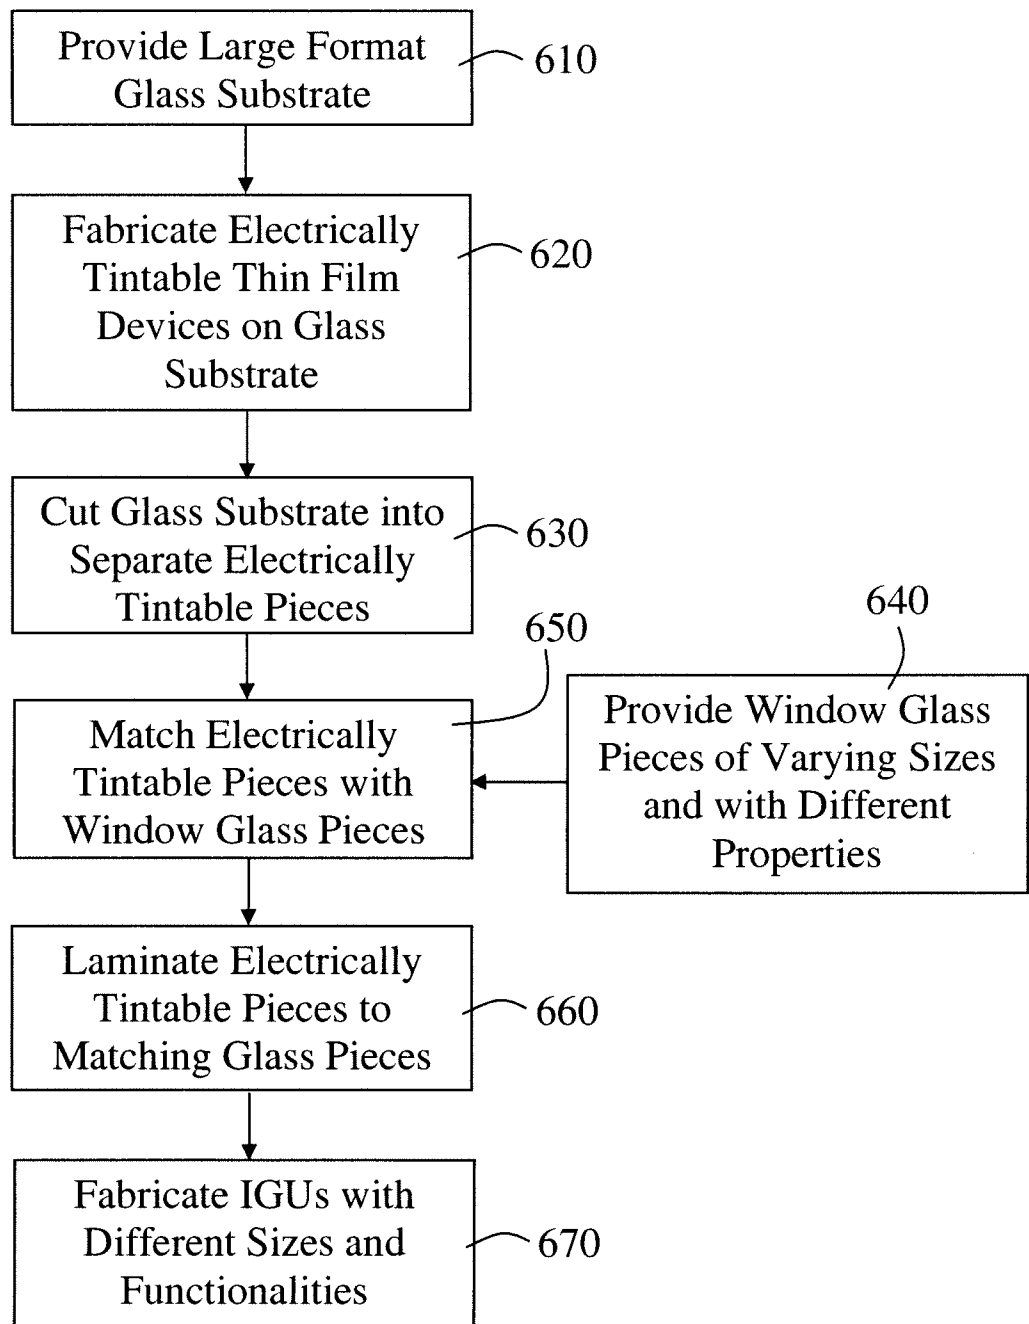 Provide Large Format
Glass Substrate
610
Fabricate Electrically
Tintable Thin Film
Devices on Glass
Substrate
620
Cut Glass Substrate into
Separate Electrically
Tintable Pieces
630
650
640
Match Electrically
Tintable Pieces with
Window Glass Pieces
Provide Window Glass
Pieces of Varying Sizes
and with Different
Properties
Laminate Electrically
Tintable Pieces to
Matching Glass Pieces
660
Fabricate IGUs with
Different Sizes and
Functionalities
670